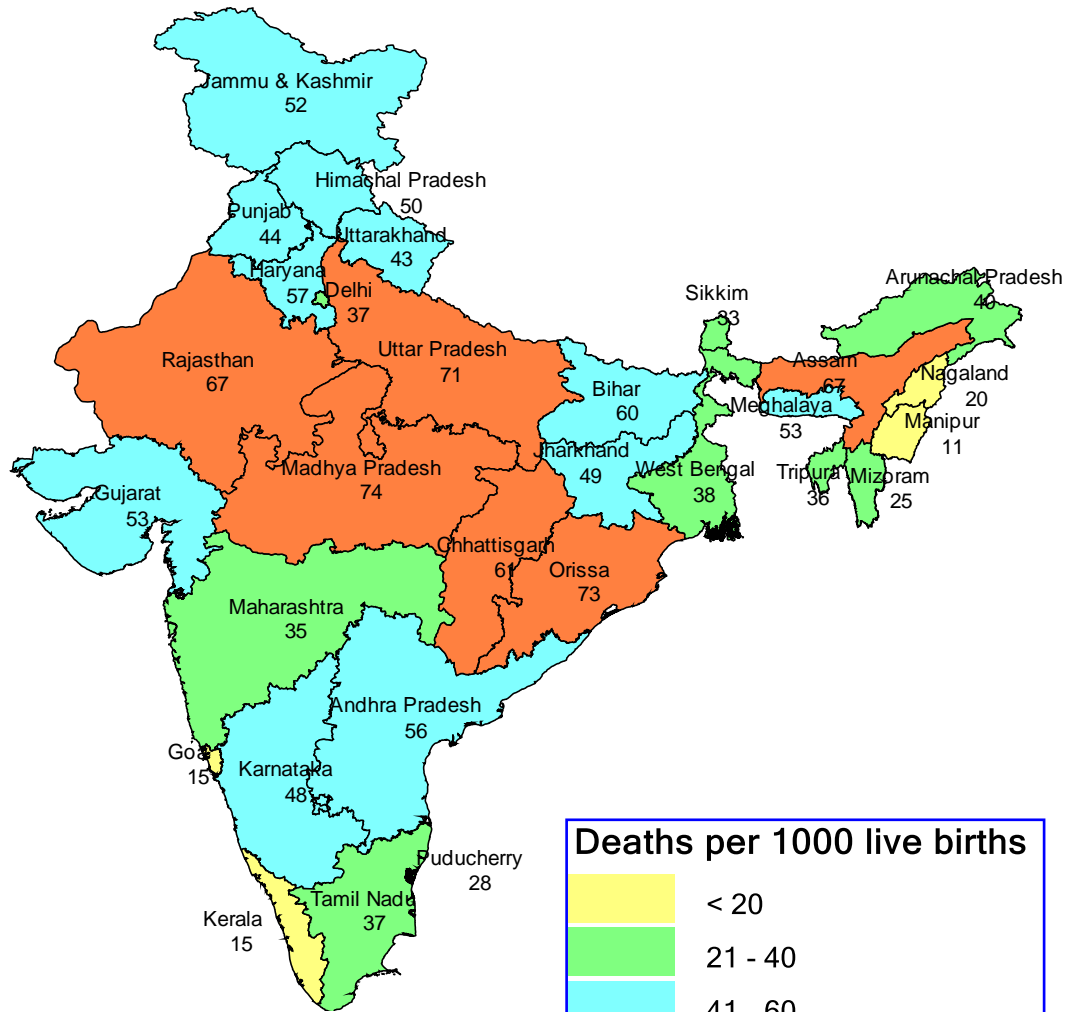 Jammu & Kashmir
52
Himachal Pradesh
50
Punjab
44
Uttarakhand
43
Haryana
57
Delhi
37
Sikkim
33
Arunachal Pradesh
40
Rajasthan
67
Uttar Pradesh
71
Bihar
60
Assam
67
Nagaland
20
Meghalaya
53
Manipur
11
Jharkhand
49
West Bengal
38
Tripura
36
Mizoram
25
Madhya Pradesh
74
Gujarat
53
Chhattisgarh
61
Orissa
73
Maharashtra
35
Andhra Pradesh
56
Goa
15
Karnataka
48
Puducherry
28
Tamil Nadu
37
Kerala
15
Deaths per 1000 live births
< 20
21 - 40
41 - 60